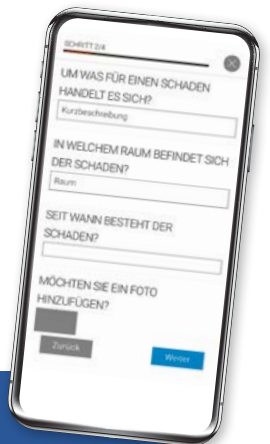 SCHRITT 2/4
UM WAS FÜR EINEN SCHADEN
HANDELT ES SICH?
Kurzbeschreibung
IN WELCHEM RAUM BEFINDET SICH
DER SCHADEN?
Raum
SEIT WANN BESTEHT DER
SCHADEN?
MÖCHTEN SIE EIN FOTO
HINZUFÜGEN?
Zurück
Weiter